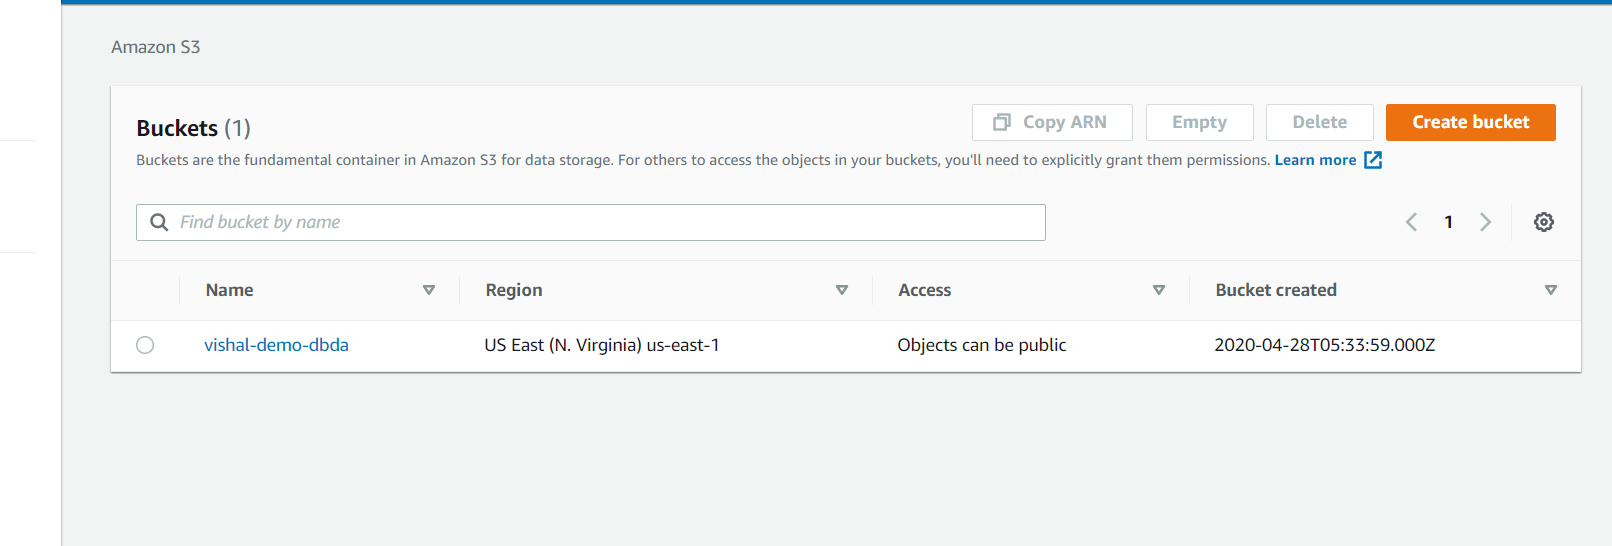 Amazon S3
Buckets (1)
Copy ARN
Empty
Delete
Create bucket
Buckets are the fundamental container in Amazon S3 for data storage. For others to access the objects in your buckets, you'll need to explicitly grant them permissions. Learn more
Find bucket by name
1
Name
Region
Access
Bucket created
vishal-demo-dbda
US East (N. Virginia) us-east-1
Objects can be public
2020-04-28T05:33:59.000Z